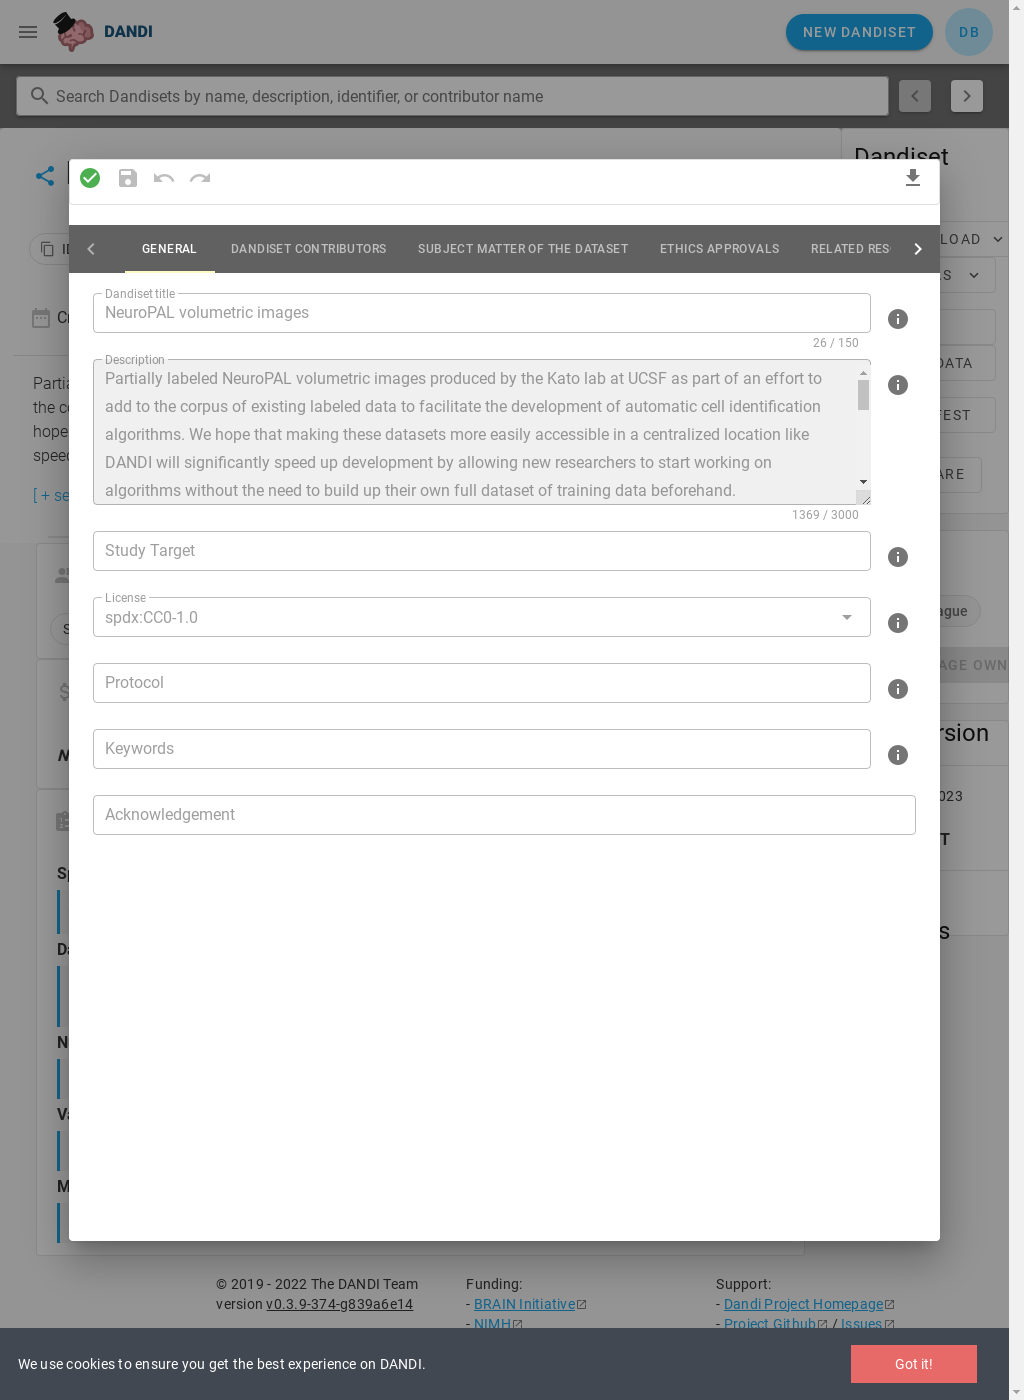 DANDI
NEW DANDISET
DB
Search Dandisets by name, description, identifier, or contributor name
Dandiset
GENERAL
DANDISET CONTRIBUTORS
SUBJECT MATTER OF THE DATASET
ETHICS APPROVALS
RELATED RES
Dandiset title
NeuroPAL volumetric images
26 / 150
Description
Partially labeled NeuroPAL volumetric images produced by the Kato lab at UCSF as part of an effort to
add to the corpus of existing labeled data to facilitate the development of automatic cell identification
algorithms. We hope that making these datasets more easily accessible in a centralized location like
DANDI will significantly speed up development by allowing new researchers to start working on
algorithms without the need to build up their own full dataset of training data beforehand.
1369 / 3000
Study Target
License
spdx:CC0-1.0
Protocol
Keywords
Acknowledgement
© 2019 - 2022 The DANDI Team
version v0.3.9-374-g839a6e14
Funding:
- BRAIN Initiative
- NIMH
Support:
- Dandi Project Homepage
- Project Github / Issues
We use cookies to ensure you get the best experience on DANDI.
Got it!